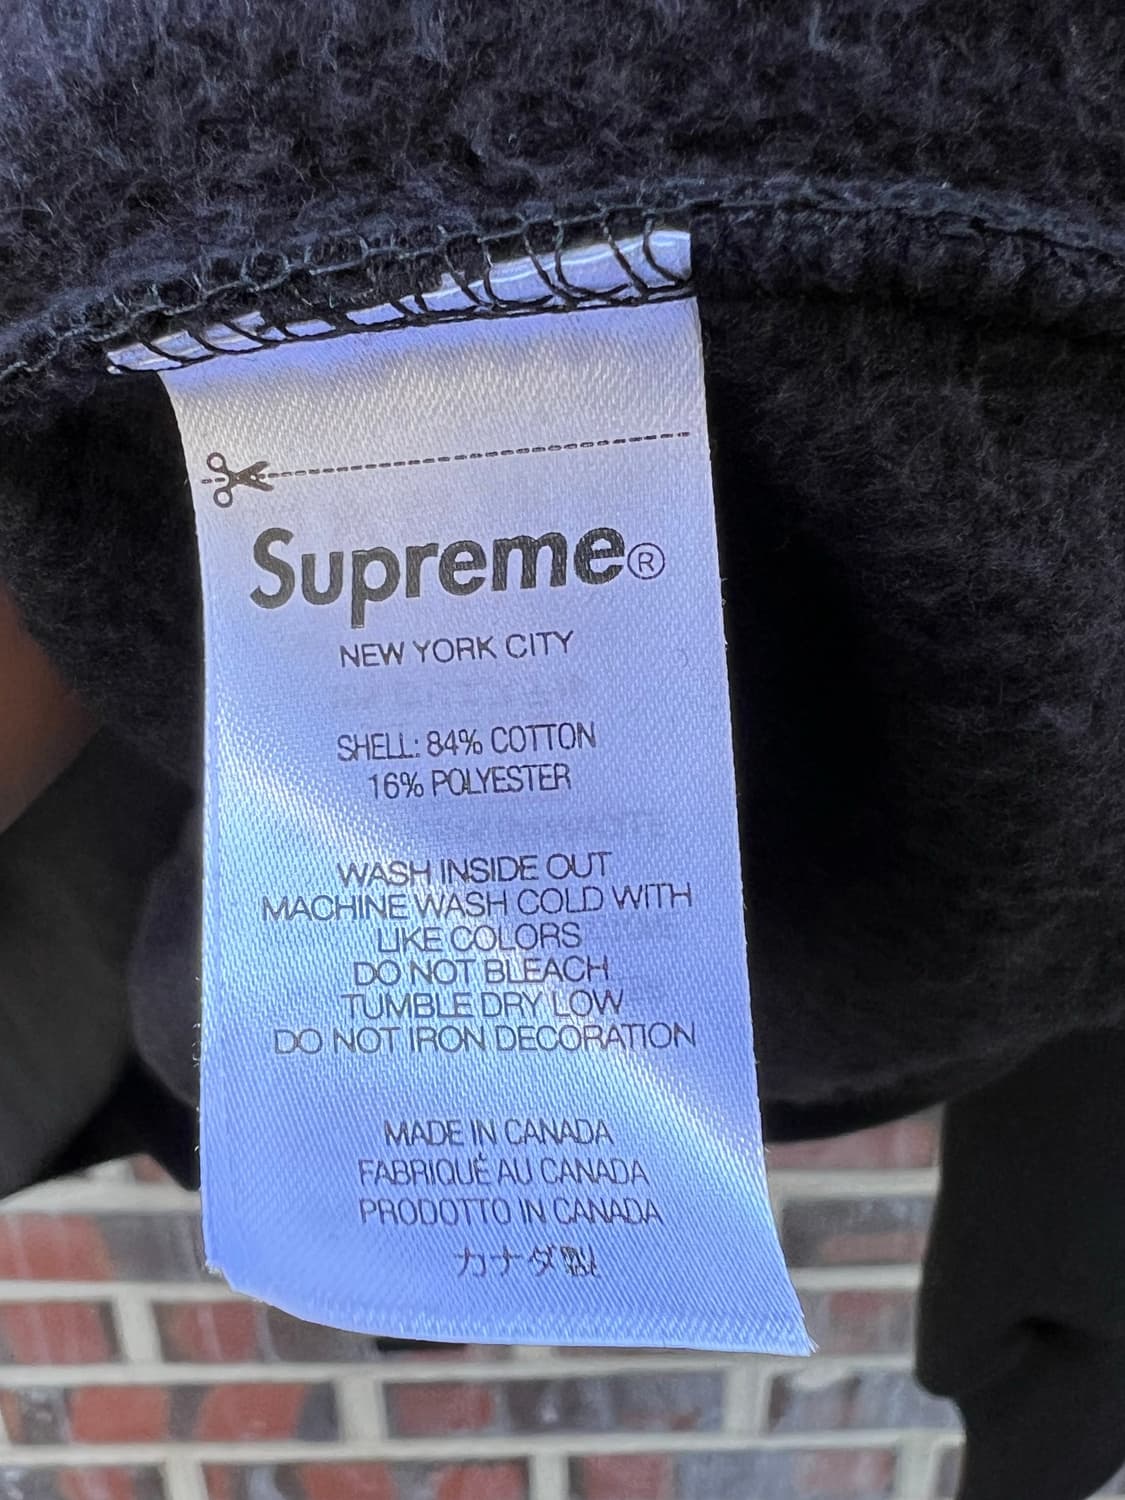 Supreme®
NEW YORK CITY
SHELL: 84% COTTON
16% POLYESTER
WASH INSIDE OUT
MACHINE WASH COLD WITH
LIKE COLORS
DO NOT BLEACH
TUMBLE DRY LOW
DO NOT IRON DECORATION
MADE IN CANADA
FABRIQUÉ AU CANADA
PRODOTTO IN CANADA
カナダ製